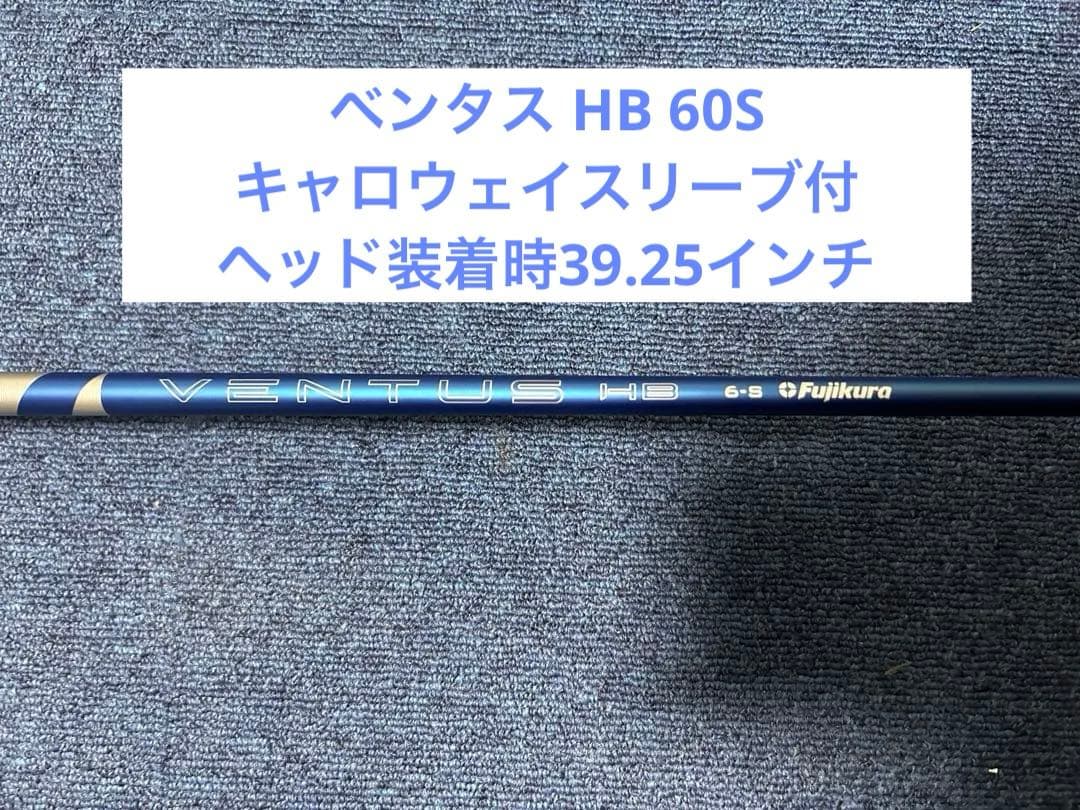 ベンタス HB 60S
キャロウェイスリーブ付
ヘッド装着時39.25インチ
VENTUS HB 6-S Fujikura